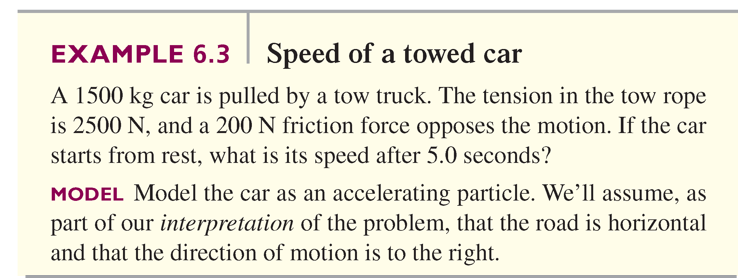 EXAMPLE 6.3 Speed of a towed car
A 1500 kg car is pulled by a tow truck. The tension in the tow rope
is 2500 N, and a 200 N friction force opposes the motion. If the car
starts from rest, what is its speed after 5.0 seconds?
MODEL Model the car as an accelerating particle. We’ll assume, as
part of our interpretation of the problem, that the road is horizontal
and that the direction of motion is to the right.